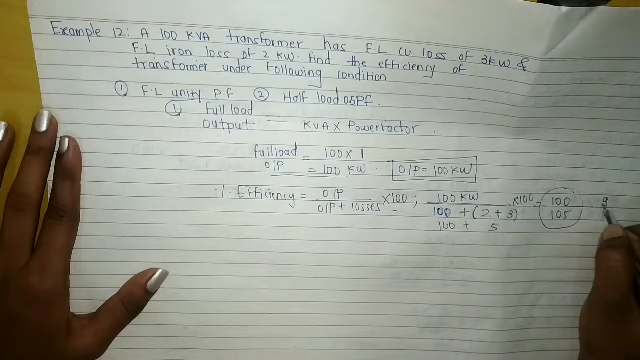 Example 12: A 100 KVA transformer has F.L cu loss of 3kW &
F.L iron loss of 2 kW. find the efficiency of
transformer under following condition
① F.L unity PF ② Half load 0.5Pf.
① Full load
Output = KVA x Powerfactor.
full load = 100 x 1
O/P = 100 kW. O/P = 100 kW
% Efficiency = O/P / O/P + losses x 100 ; 100 kW / 100 + (2 + 3) x100 = 100 / 105
100 + 5